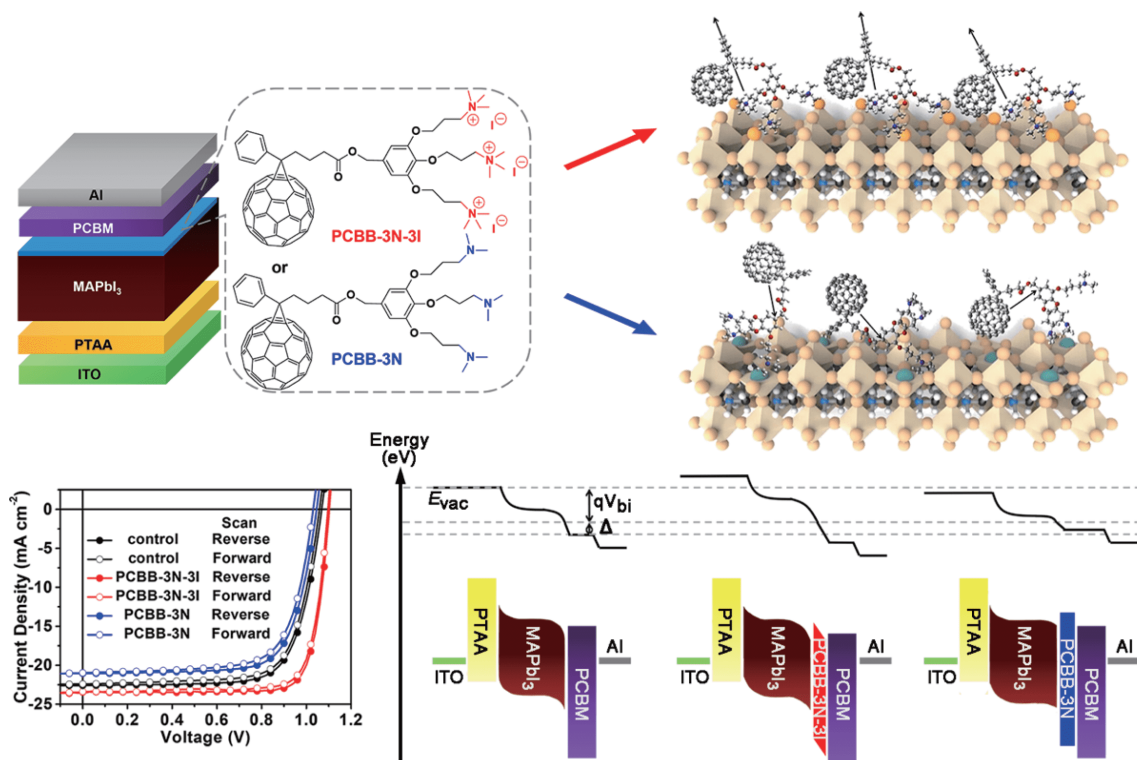 Al
PCBM
MAPbI₃
PTAA
ITO
N
⊕
I⊖
O
O
O
N
⊕
I⊖
O
O
N
⊕
I⊖
PCBB-3N-3I
or
N
O
O
O
N
O
O
N
PCBB-3N
Current Density (mA cm⁻²)
0
-5
-10
-15
-20
-25
Scan
control Reverse
control Forward
PCBB-3N-3I Reverse
PCBB-3N-3I Forward
PCBB-3N Reverse
PCBB-3N Forward
0.0 0.2 0.4 0.6 0.8 1.0 1.2
Voltage (V)
Energy
(eV)
Evac
qVbi
Δ
ITO
PTAA
MAPbI₃
PCBM
Al
ITO
PTAA
MAPbI₃
PCBB-3N-3I
PCBM
Al
ITO
PTAA
MAPbI₃
PCBB-3N
PCBM
Al